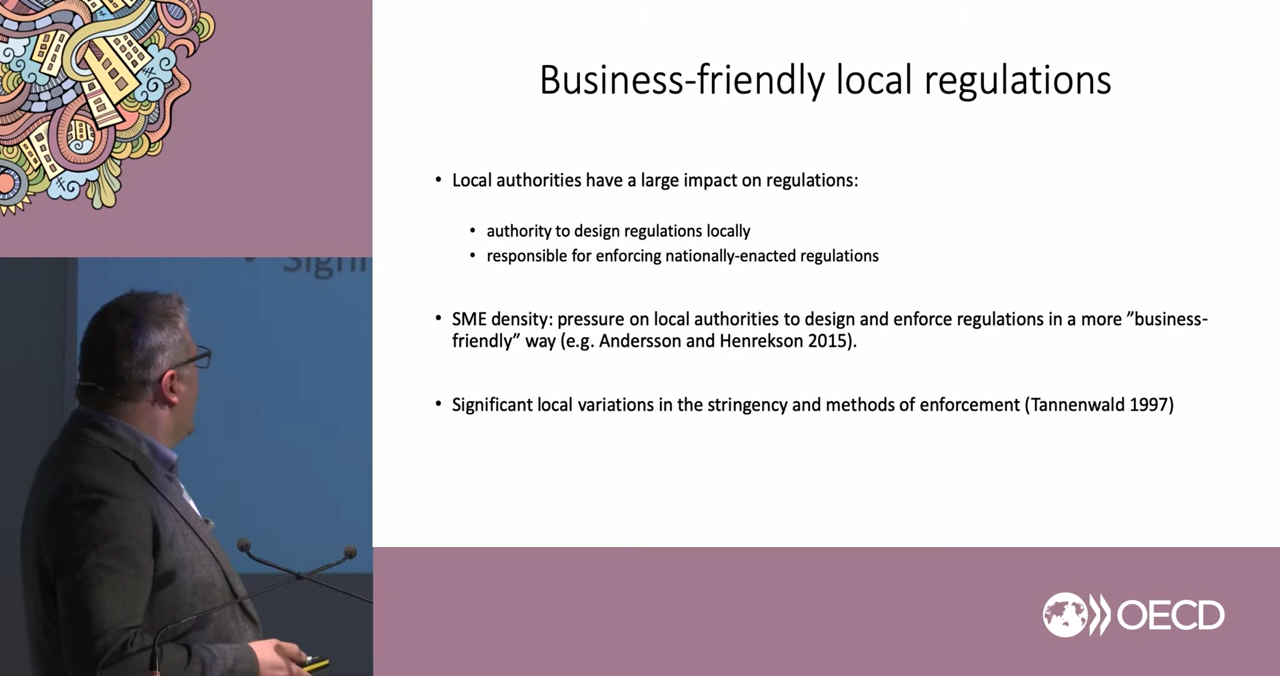 Business-friendly local regulations
• Local authorities have a large impact on regulations:
• authority to design regulations locally
• responsible for enforcing nationally-enacted regulations
• SME density: pressure on local authorities to design and enforce regulations in a more ”business-
friendly” way (e.g. Andersson and Henrekson 2015).
• Significant local variations in the stringency and methods of enforcement (Tannenwald 1997)
Signi
OECD